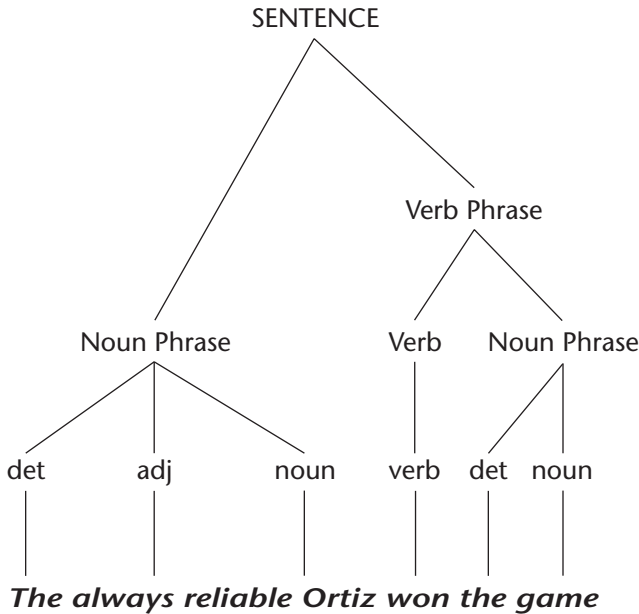 SENTENCE
Verb Phrase
Noun Phrase Verb Noun Phrase
det adj noun verb det noun
The always reliable Ortiz won the game